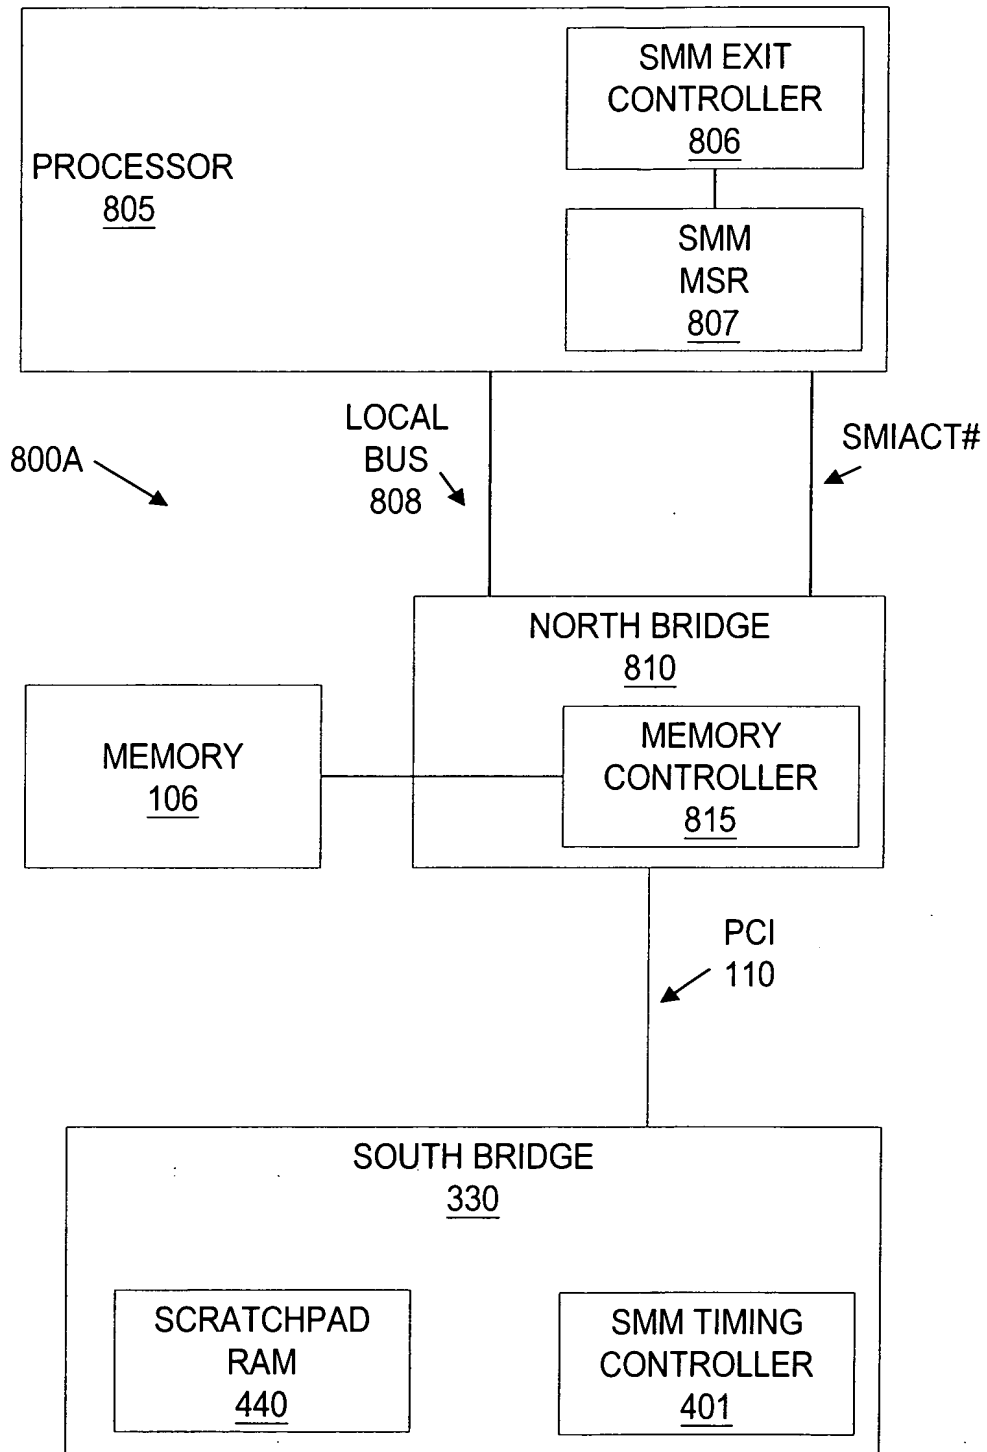 SMM EXIT
CONTROLLER
806
PROCESSOR
805
SMM
MSR
807
LOCAL
BUS
808
SMIACT#
800A
NORTH BRIDGE
810
MEMORY
CONTROLLER
815
MEMORY
106
PCI
110
SOUTH BRIDGE
330
SCRATCHPAD
RAM
440
SMM TIMING
CONTROLLER
401